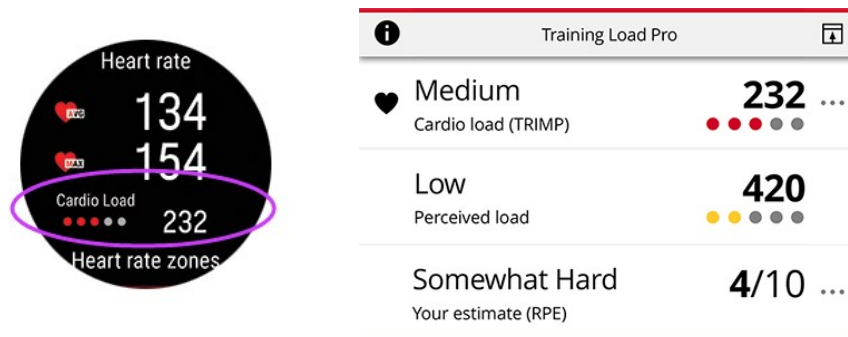 Heart rate
AVG 134
MAX 154
Cardio Load
232
Heart rate zones
i Training Load Pro
Medium 232
Cardio load (TRIMP)
Low 420
Perceived load
Somewhat Hard 4/10
Your estimate (RPE)